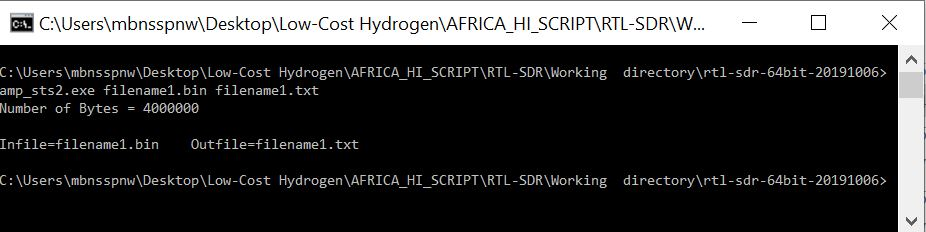 C:\Users\mbnsspnw\Desktop\Low-Cost Hydrogen\AFRICA_HI_SCRIPT\RTL-SDR\W...
C:\Users\mbnsspnw\Desktop\Low-Cost Hydrogen\AFRICA_HI_SCRIPT\RTL-SDR\Working  directory\rtl-sdr-64bit-20191006>
amp_sts2.exe filename1.bin filename1.txt
Number of Bytes = 4000000
Infile=filename1.bin    Outfile=filename1.txt
C:\Users\mbnsspnw\Desktop\Low-Cost Hydrogen\AFRICA_HI_SCRIPT\RTL-SDR\Working  directory\rtl-sdr-64bit-20191006>